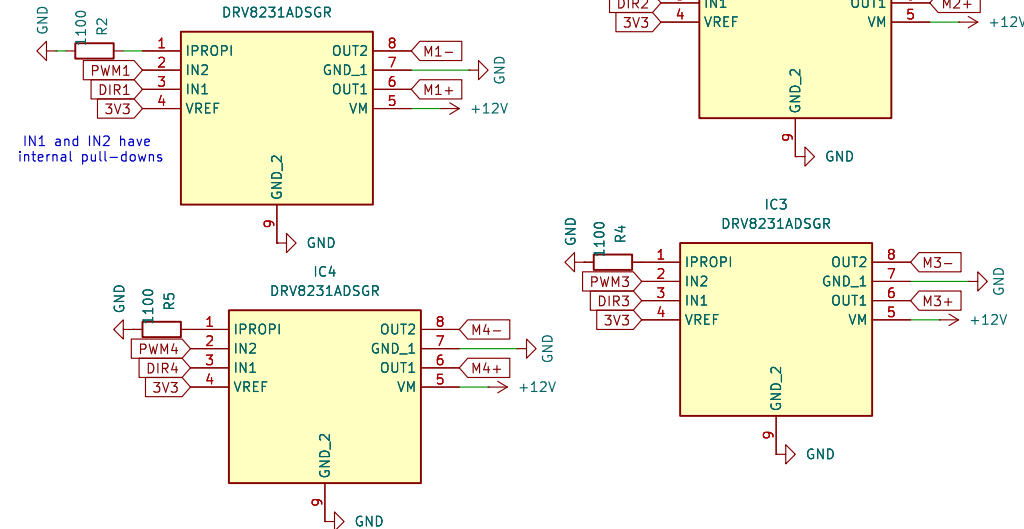 DRV8231ADSGR
GND
1100
R2
1
IPROPI
OUT2
8
M1-
PWM1
2
IN2
GND_1
7
GND
DIR1
3
IN1
OUT1
6
M1+
3V3
4
VREF
VM
5
+12V
IN1 and IN2 have
internal pull-downs
GND_2
9
GND
DIR2
3
IN1
OUT1
6
M2+
3V3
4
VREF
VM
5
+12V
GND_2
9
GND
IC4
DRV8231ADSGR
GND
1100
R5
1
IPROPI
OUT2
8
M4-
PWM4
2
IN2
GND_1
7
GND
DIR4
3
IN1
OUT1
6
M4+
3V3
4
VREF
VM
5
+12V
GND_2
9
GND
IC3
DRV8231ADSGR
GND
1100
R4
1
IPROPI
OUT2
8
M3-
PWM3
2
IN2
GND_1
7
GND
DIR3
3
IN1
OUT1
6
M3+
3V3
4
VREF
VM
5
+12V
GND_2
9
GND